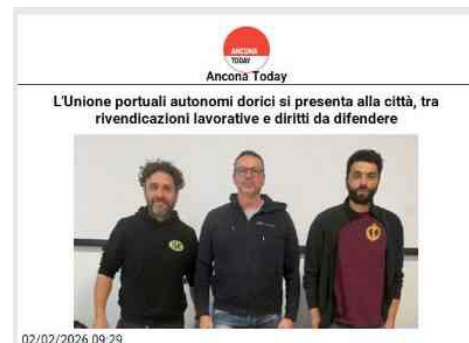 ANCONA
TODAY
Ancona Today
L'Unione portuali autonomi dorici si presenta alla città, tra
rivendicazioni lavorative e diritti da difendere
02/02/2026 09:29